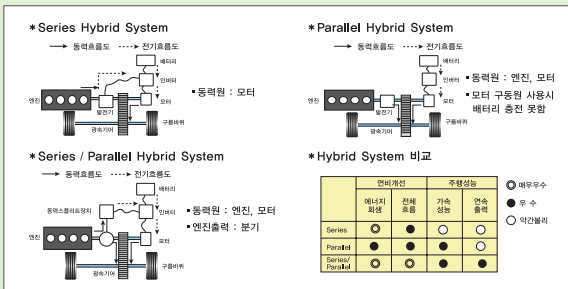 *Series Hybrid System
동력흐름도 전기흐름도
배터리
인버터
엔진
발전기
모터
구름바퀴
광속기어
▪동력원 : 모터
*Parallel Hybrid System
동력흐름도 전기흐름도
배터리
인버터
엔진
발전기
모터
구름바퀴
광속기어
▪동력원 : 엔진, 모터
▪모터 구동원 사용시
배터리 충전 못함
*Series / Parallel Hybrid System
동력흐름도 전기흐름도
배터리
동력스플리트장치
인버터
엔진
모터
구름바퀴
광속기어
▪동력원 : 엔진, 모터
▪엔진출력 : 분기
*Hybrid System 비교
연비개선 주행성능
에너지 회생 전체 흐름 가속 성능 연속 출력
Series ◎ ● ○ ○
Parallel ● ● ● ○
Series/ Parallel ◎ ◎ ● ●
◎ 매우우수
● 우 수
○ 약간불리